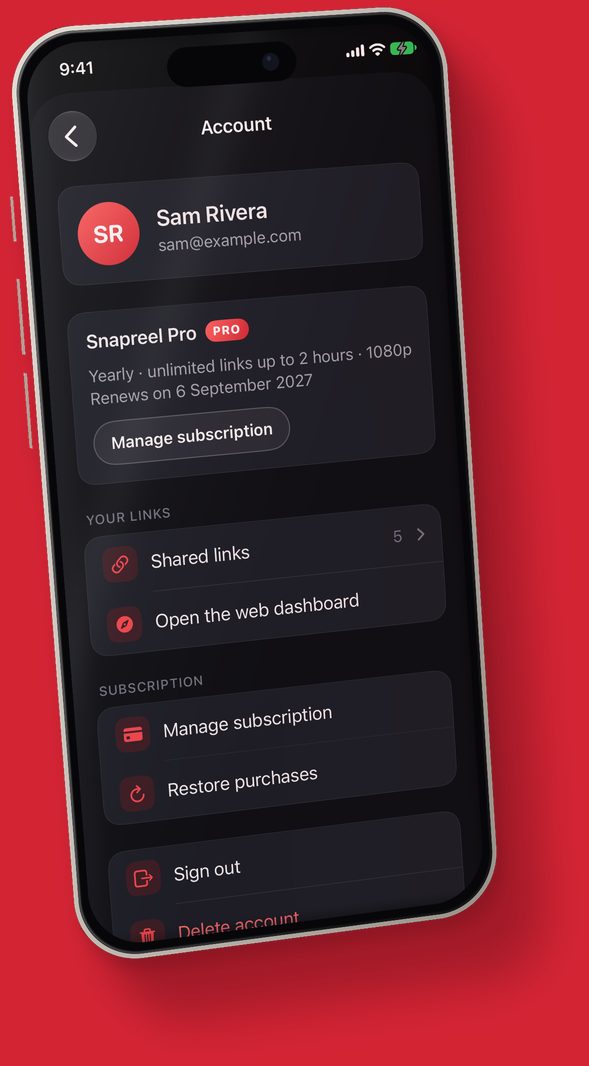 9:41
Account
SR
Sam Rivera
sam@example.com
Snapreel Pro PRO
Yearly · unlimited links up to 2 hours · 1080p
Renews on 6 September 2027
Manage subscription
YOUR LINKS
Shared links 5
Open the web dashboard
SUBSCRIPTION
Manage subscription
Restore purchases
Sign out
Delete account